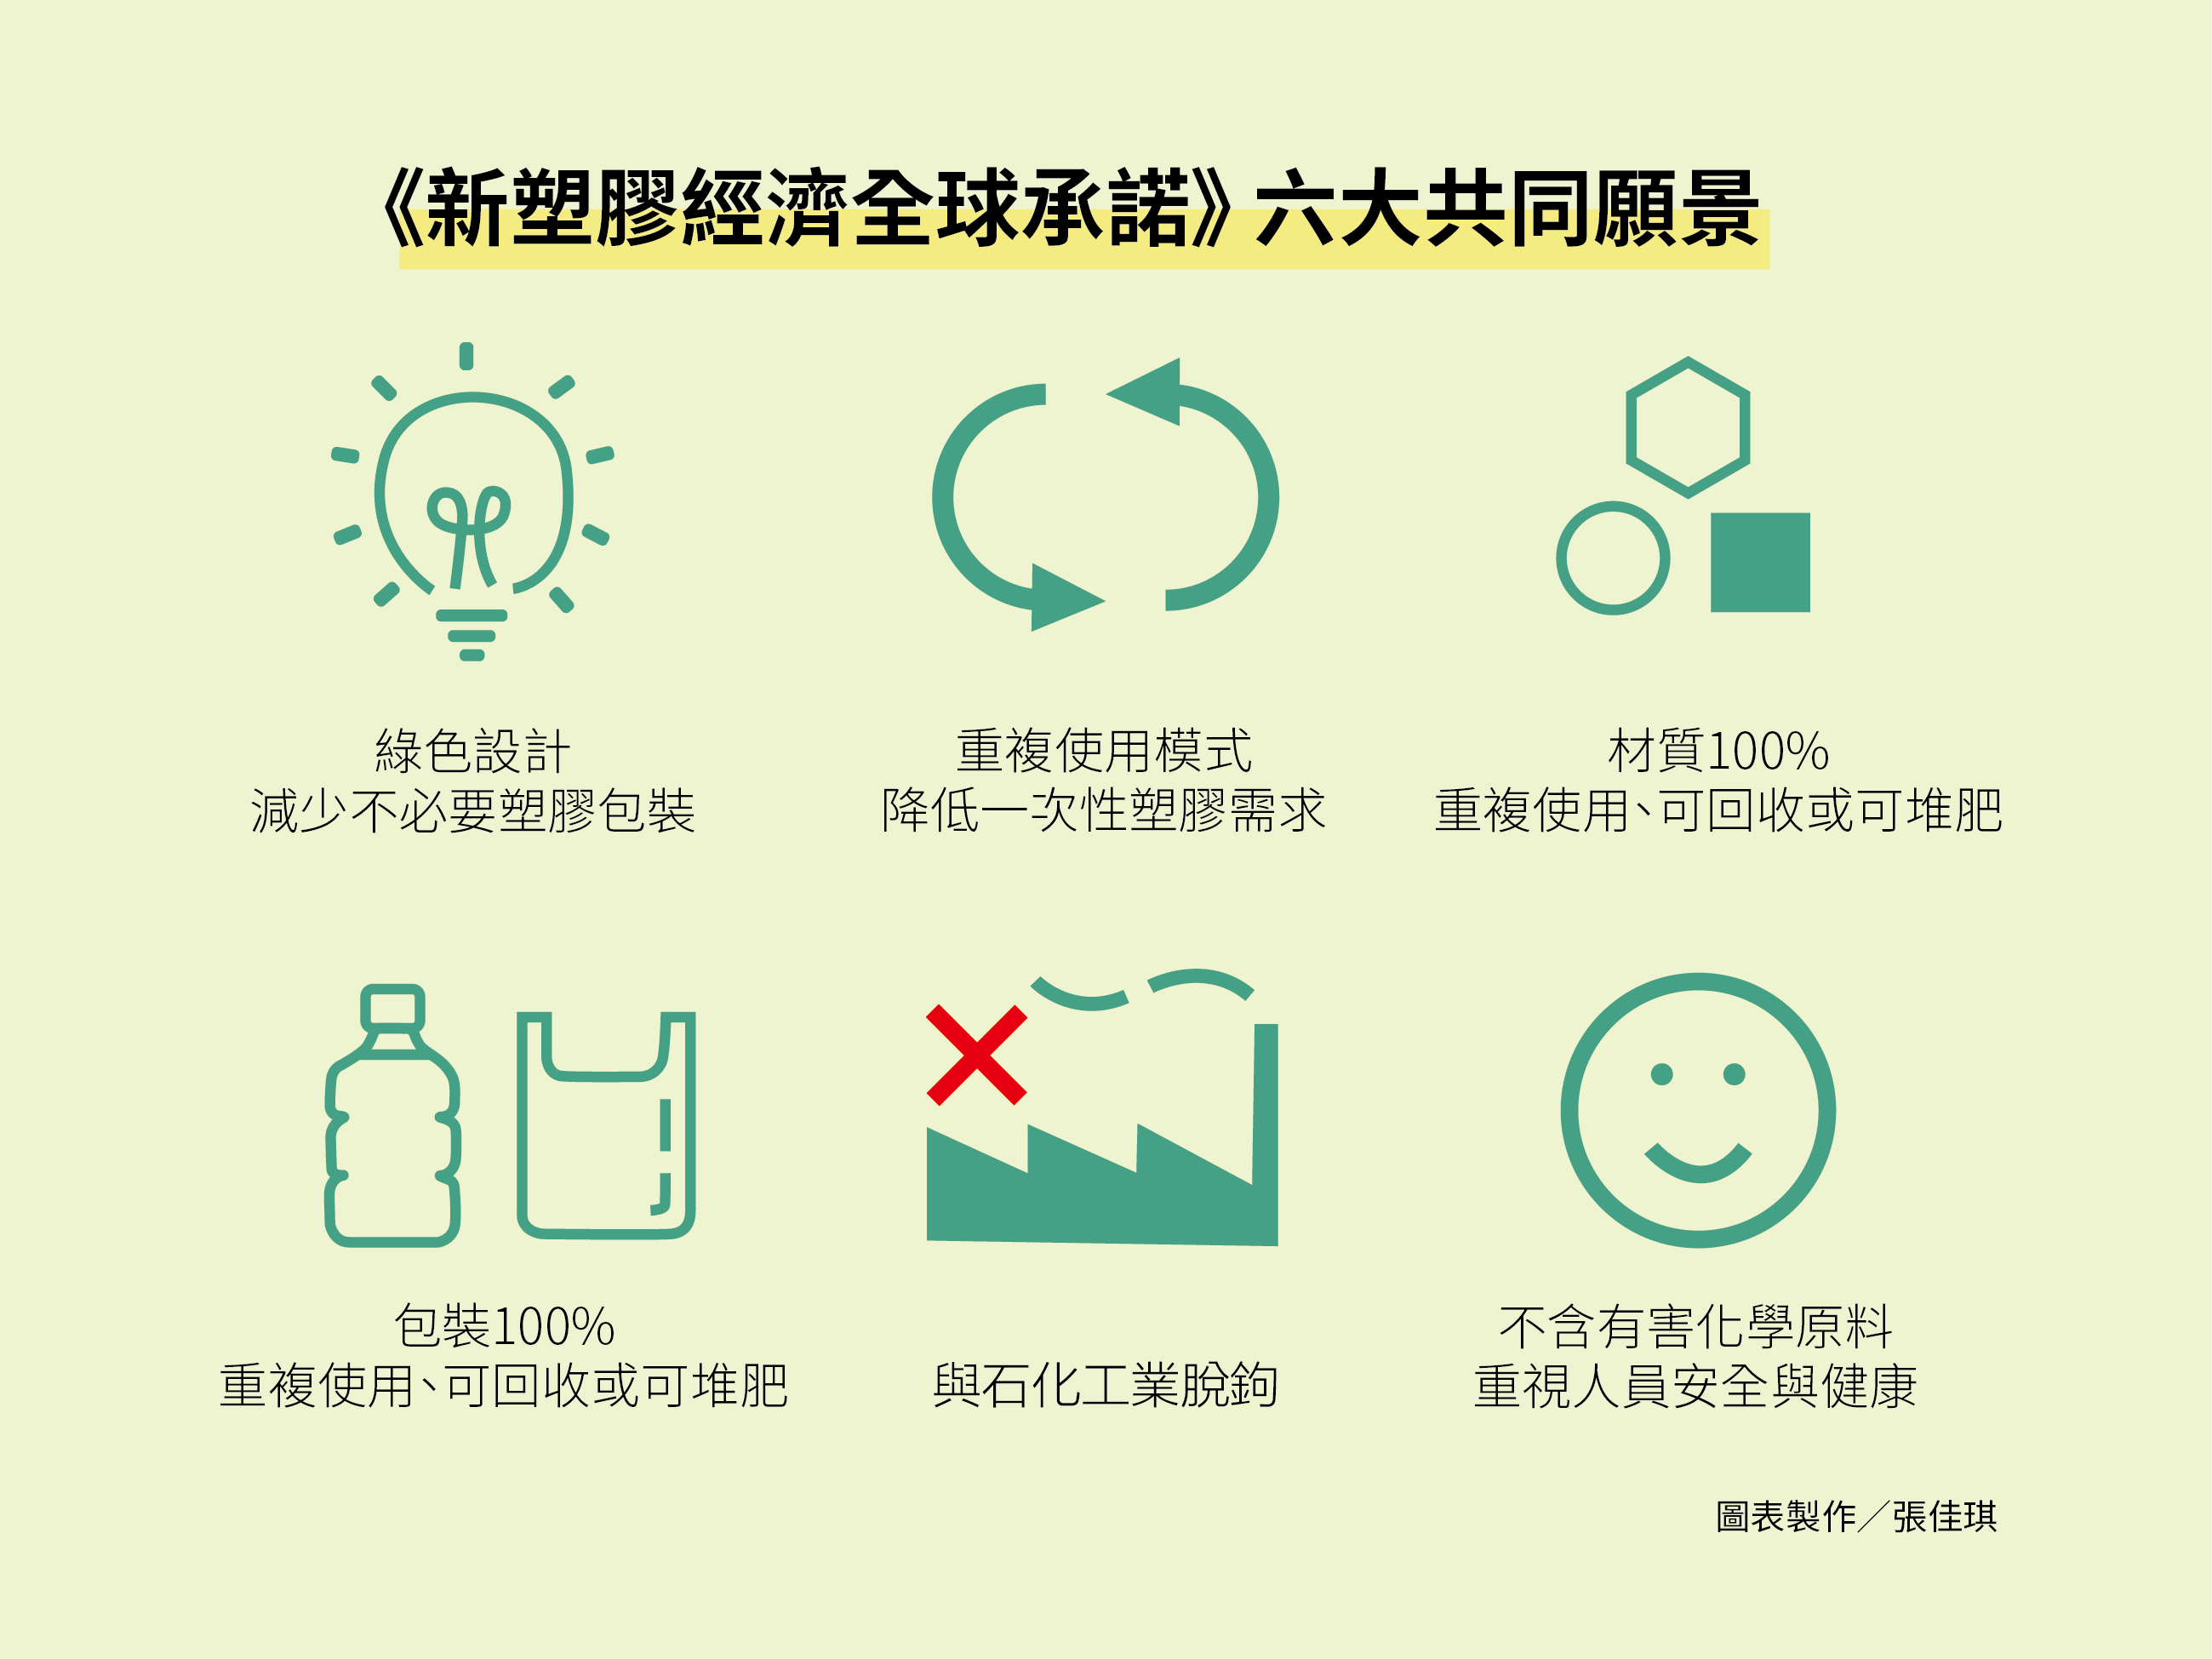 《新塑膠經濟全球承諾》六大共同願景
綠色設計
減少不必要塑膠包裝
重複使用模式
降低一次性塑膠需求
材質100%
重複使用、可回收或可堆肥
包裝100%
重複使用、可回收或可堆肥
與石化工業脫鉤
不含有害化學原料
重視人員安全與健康
圖表製作／張佳琪